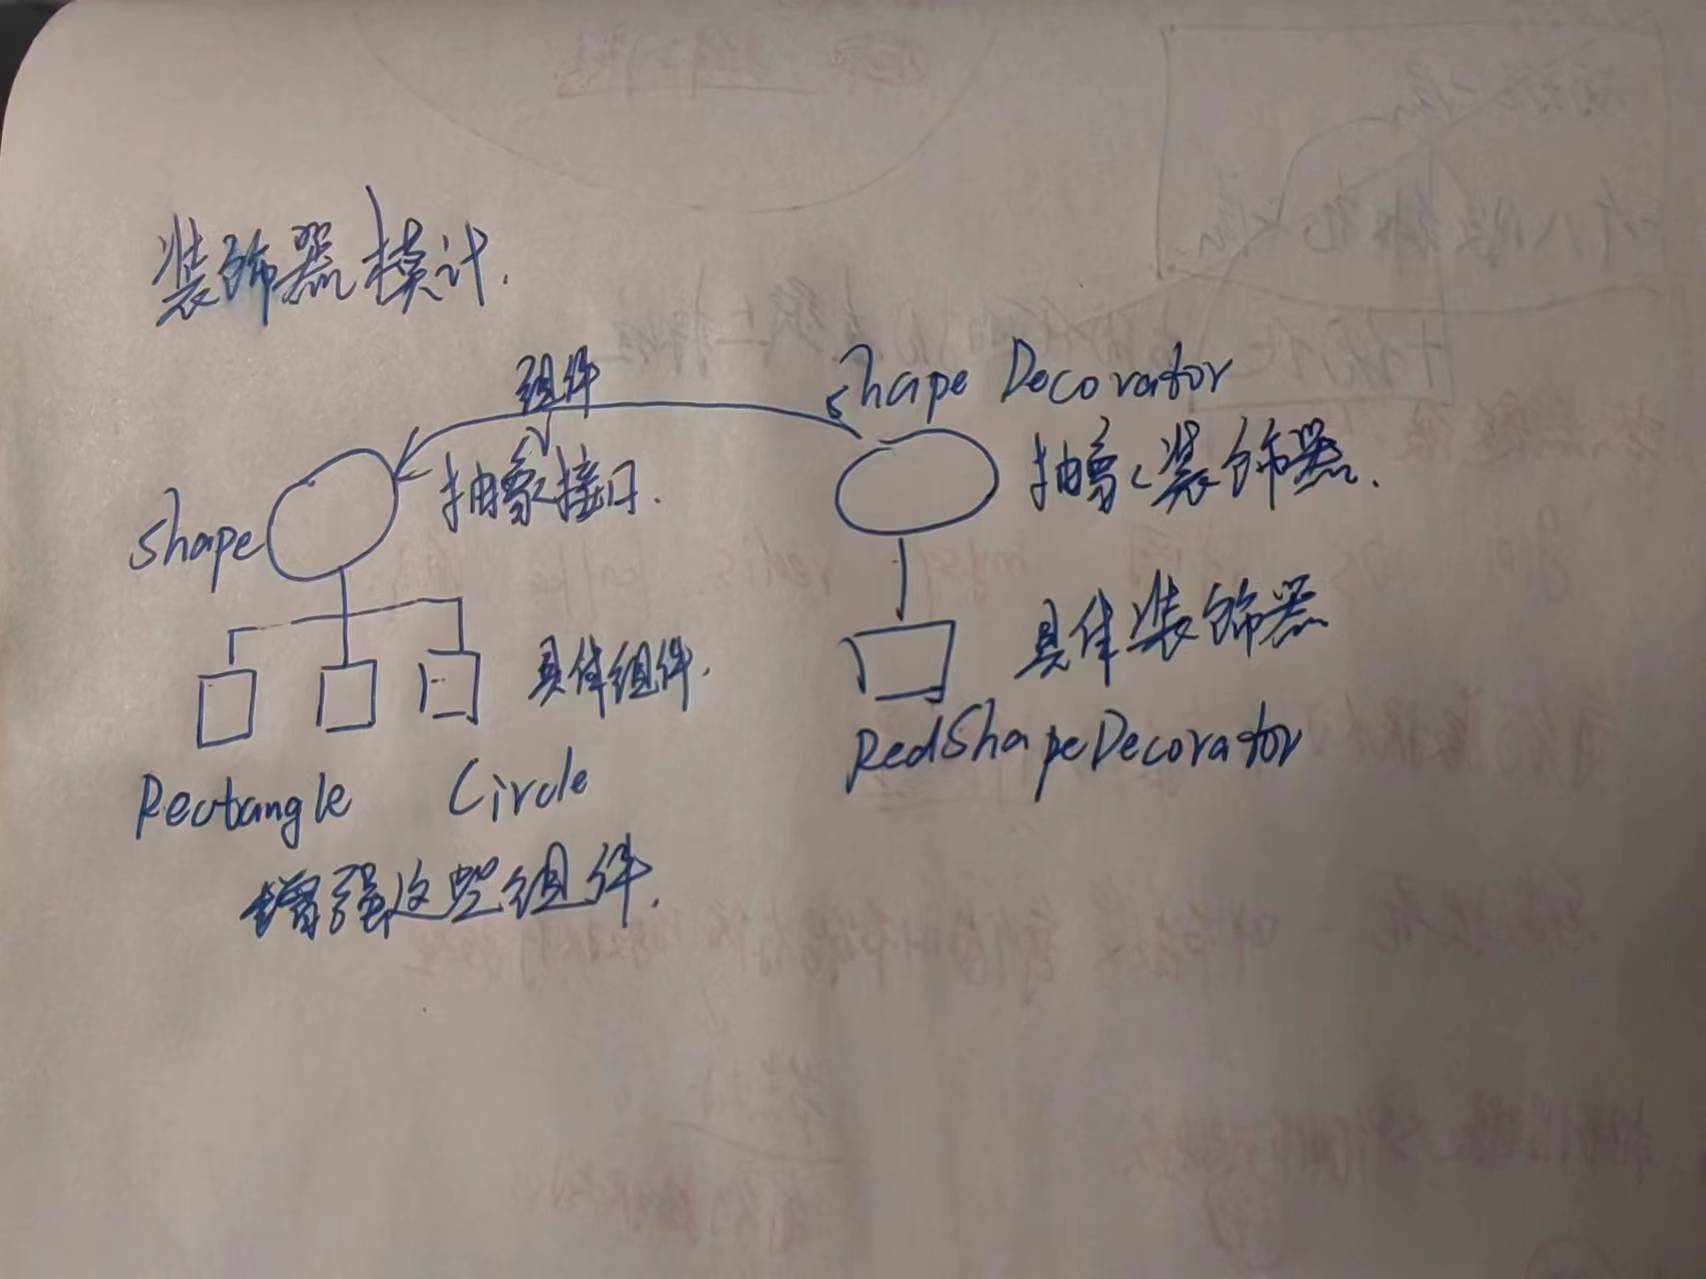 装饰器模计.
组件
shape Decorator
抽象接口.
抽象装饰器.
shape
具体组件.
具体装饰器
Rectangle Circle
RedShapeDecorator
增强这些组件.